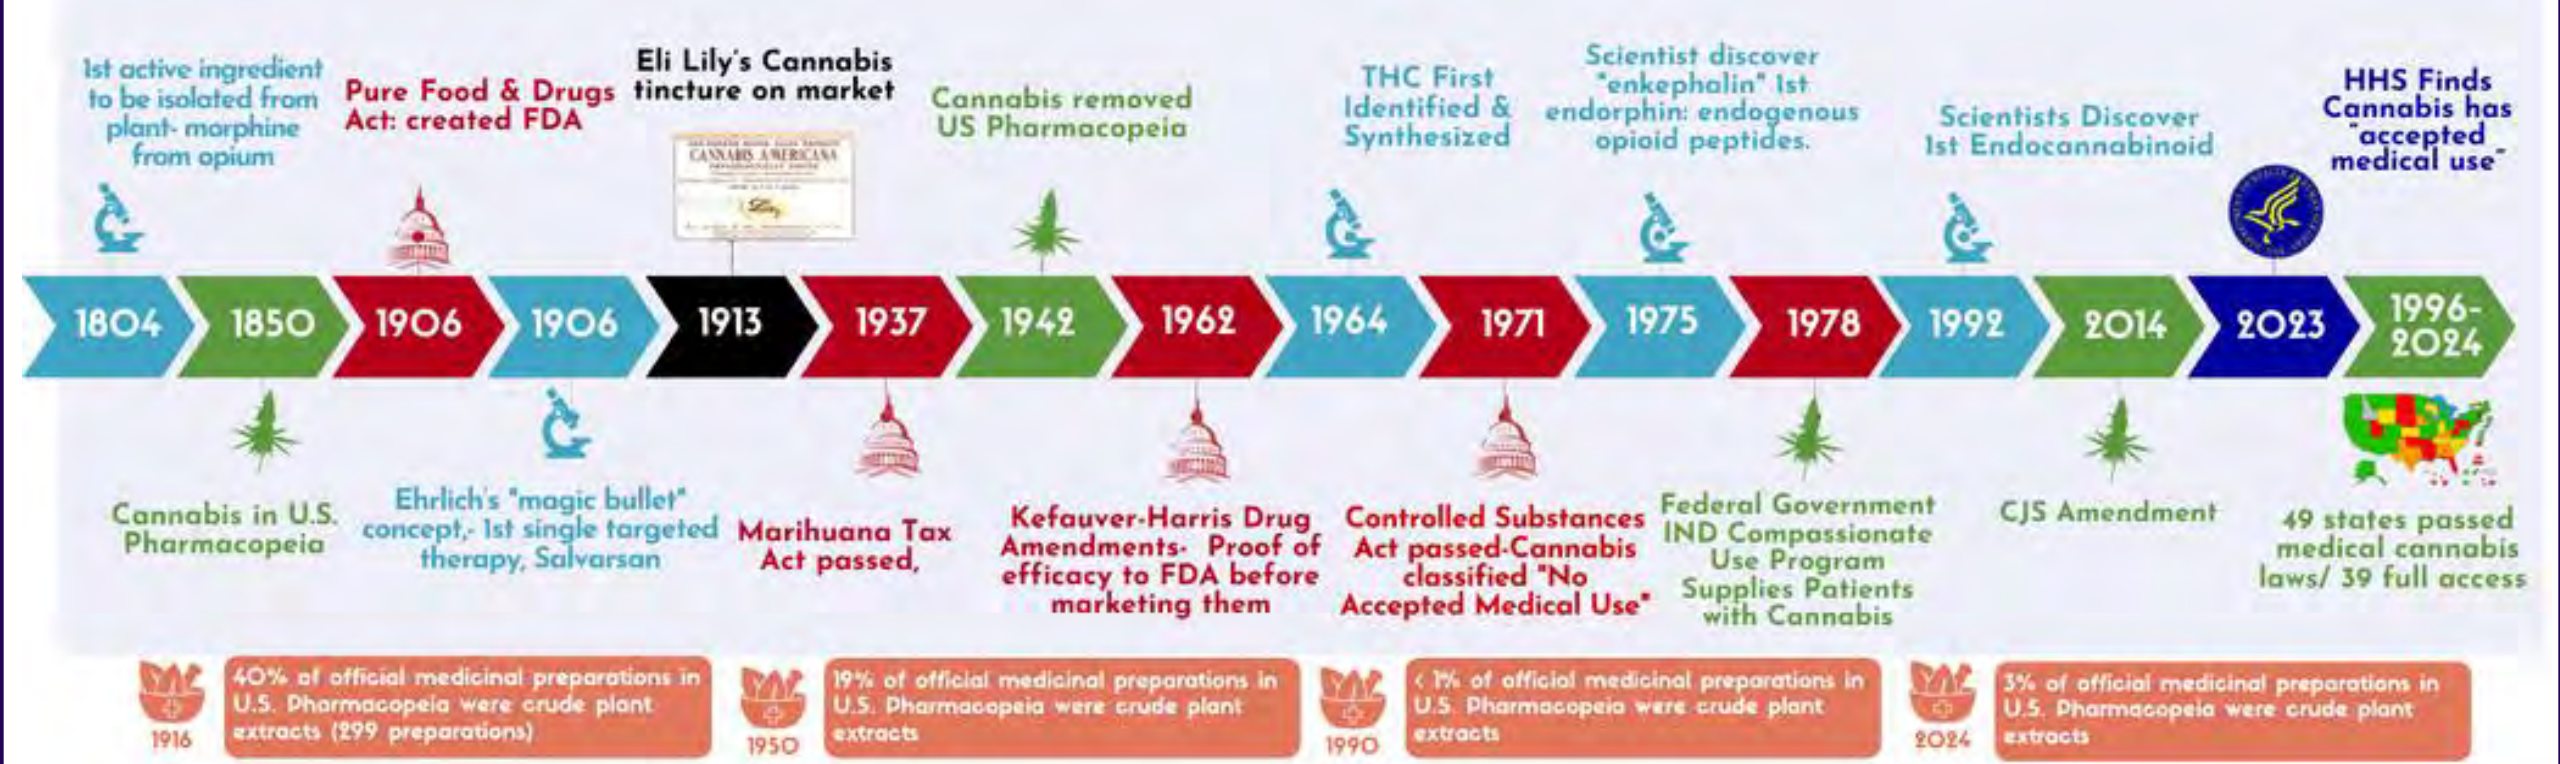 1st active ingredient
to be isolated from
plant- morphine
from opium
Pure Food & Drugs
Act: created FDA
Eli Lily's Cannabis
tincture on market
CANNABIS AMERICANA
Lilly
Cannabis removed
US Pharmacopeia
THC First
Identified &
Synthesized
Scientist discover
"enkephalin" 1st
endorphin: endogenous
opioid peptides.
Scientists Discover
1st Endocannabinoid
HHS Finds
Cannabis has
"accepted
medical use"
1804
1850
1906
1906
1913
1937
1942
1962
1964
1971
1975
1978
1992
2014
2023
1996-
2024
Cannabis in U.S.
Pharmacopeia
Ehrlich's "magic bullet"
concept,- 1st single targeted
therapy, Salvarsan
Marihuana Tax
Act passed,
Kefauver-Harris Drug
Amendments- Proof of
efficacy to FDA before
marketing them
Controlled Substances
Act passed-Cannabis
classified "No
Accepted Medical Use"
Federal Government
IND Compassionate
Use Program
Supplies Patients
with Cannabis
CJS Amendment
49 states passed
medical cannabis
laws/ 39 full access
1916
40% of official medicinal preparations in
U.S. Pharmacopeia were crude plant
extracts (299 preparations)
1950
19% of official medicinal preparations in
U.S. Pharmacopeia were crude plant
extracts
1990
< 1% of official medicinal preparations in
U.S. Pharmacopeia were crude plant
extracts
2024
3% of official medicinal preparations in
U.S. Pharmacopeia were crude plant
extracts